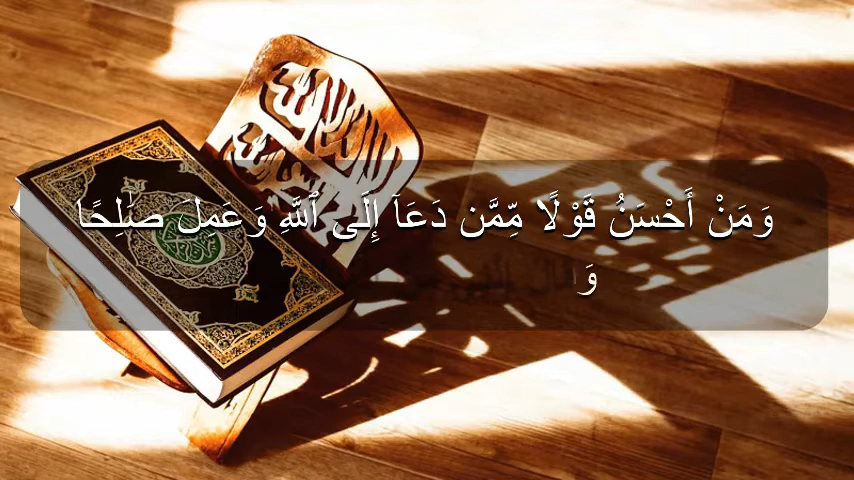 وَمَنْ أَحْسَنُ قَوْلًا مِّمَّن دَعَآ إِلَى ٱللَّهِ وَعَمِلَ صَٰلِحًا
وَ